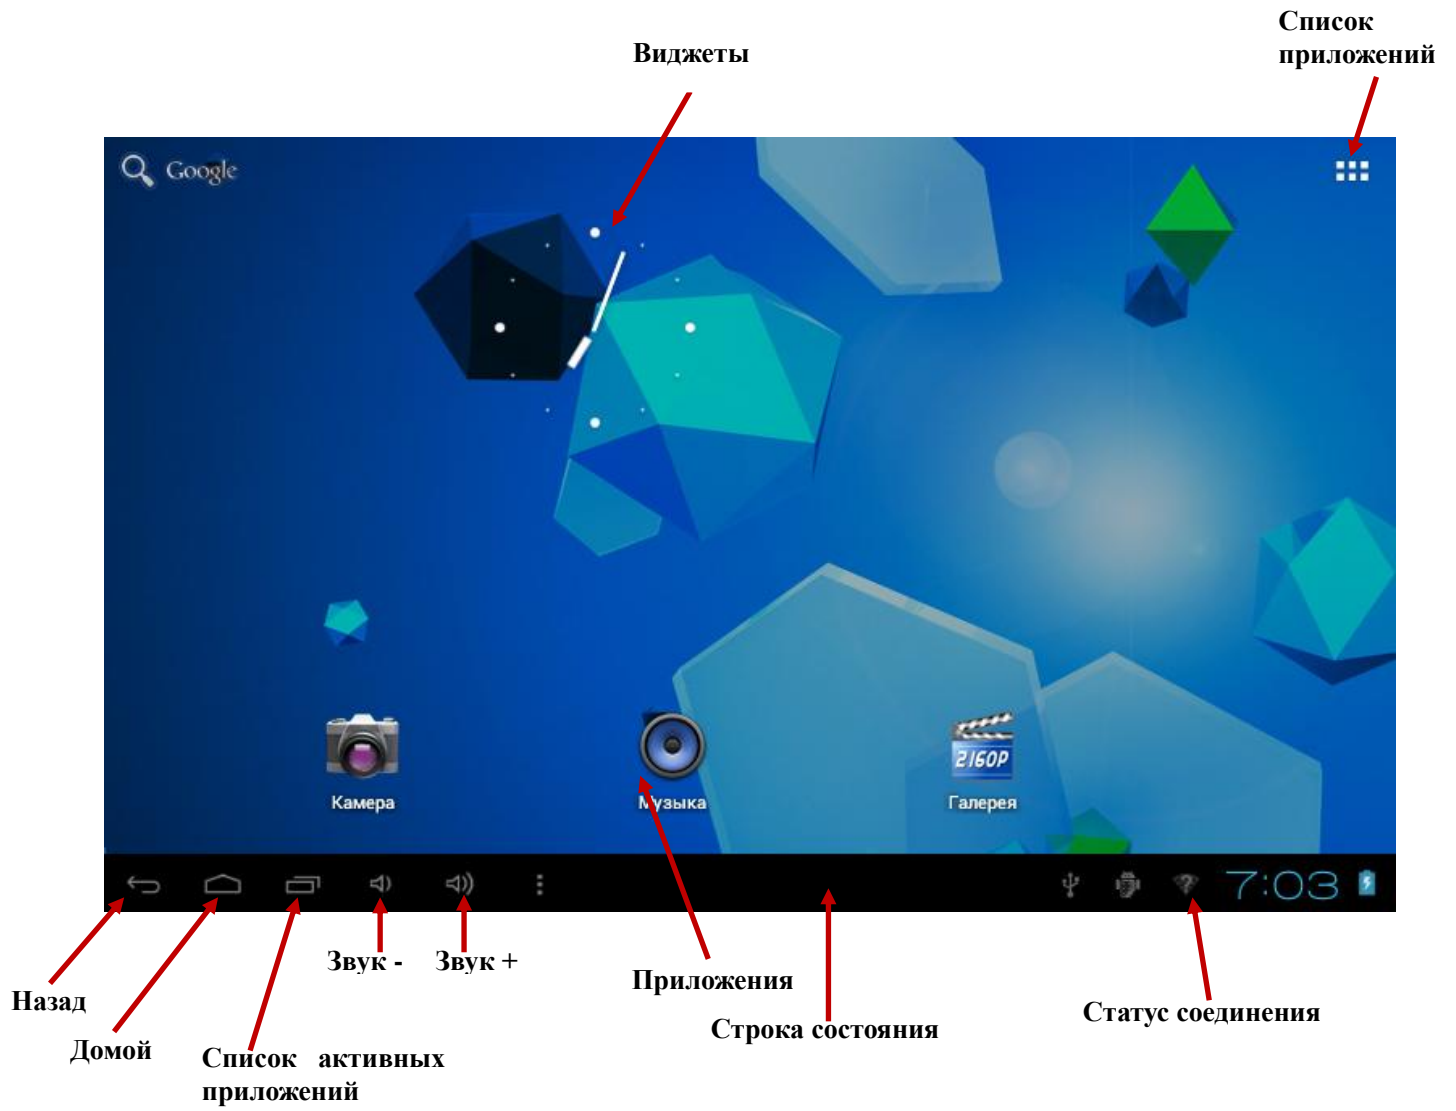 Список
приложений
Виджеты
Google
2160P
Камера
Музыка
Галерея
7:03
Звук -
Звук +
Приложения
Назад
Статус соединения
Строка состояния
Домой
Список активных
приложений